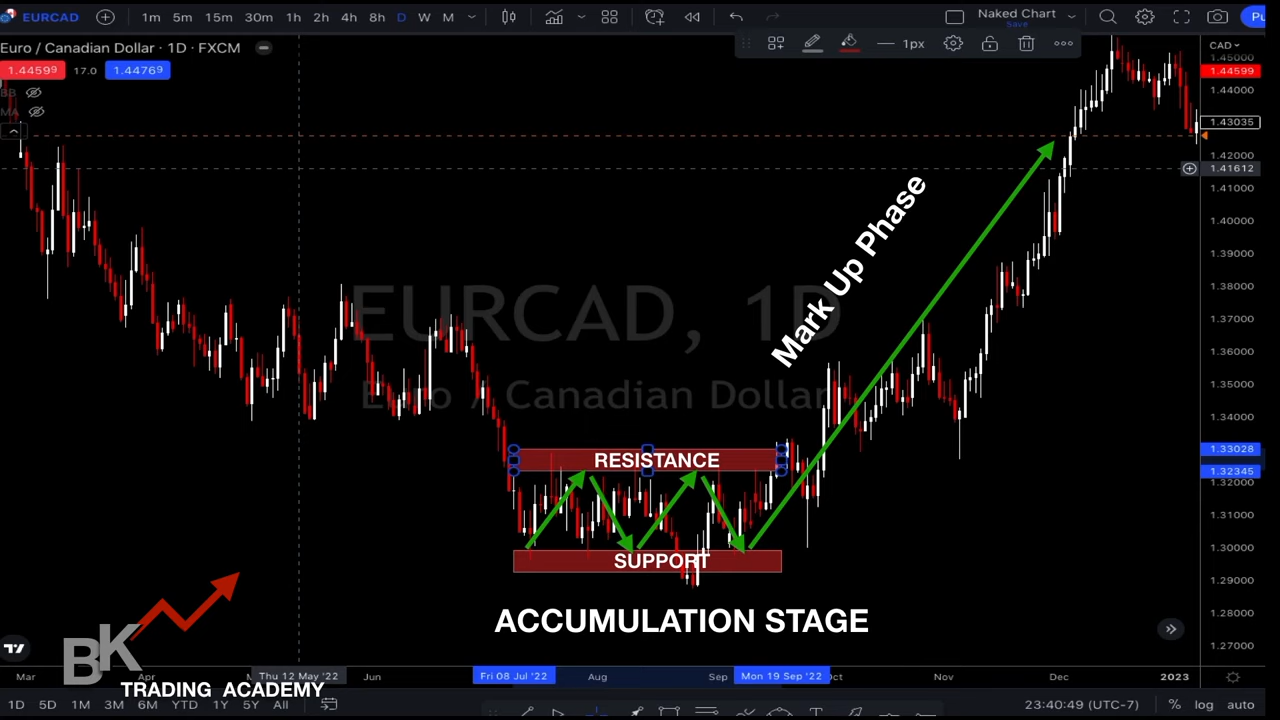 EURCAD
1m 5m 15m 30m 1h 2h 4h 8h D W M
Naked Chart
Save
Euro / Canadian Dollar · 1D · FXCM
1.44599 17.0 1.44769
1px
BB
MA
CAD
1.45000
1.44599
1.44000
1.43035
1.42000
1.41612
1.41000
1.40000
1.39000
1.38000
1.37000
1.36000
1.35000
1.34000
1.33028
1.32345
1.32000
1.31000
1.30000
1.29000
1.28000
1.27000
EURCAD, 1D
Euro / Canadian Dollar
Mark Up Phase
RESISTANCE
SUPPORT
ACCUMULATION STAGE
BK
TRADING ACADEMY
Mar Apr Thu 12 May '22 Jun Fri 08 Jul '22 Aug Sep Mon 19 Sep '22 Oct Nov Dec 2023
1D 5D 1M 3M 6M YTD 1Y 5Y All
23:40:49 (UTC-7) % log auto